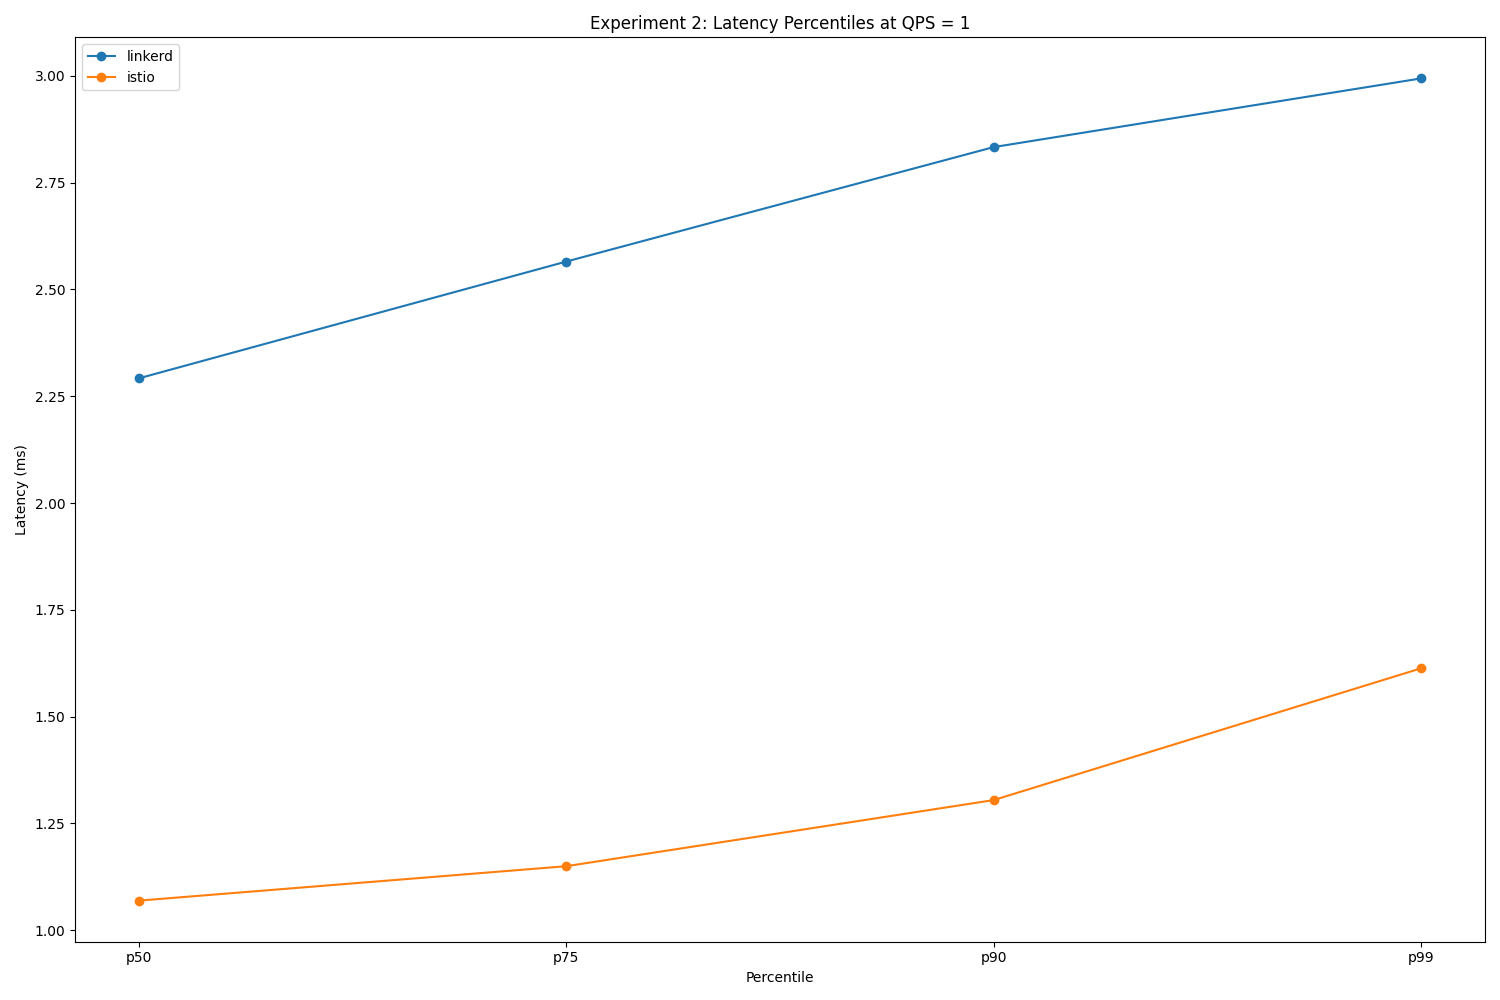 Experiment 2: Latency Percentiles at QPS = 1
linkerd
istio
3.00
2.75
2.50
2.25
2.00
1.75
1.50
1.25
1.00
Latency (ms)
p50
p75
p90
p99
Percentile